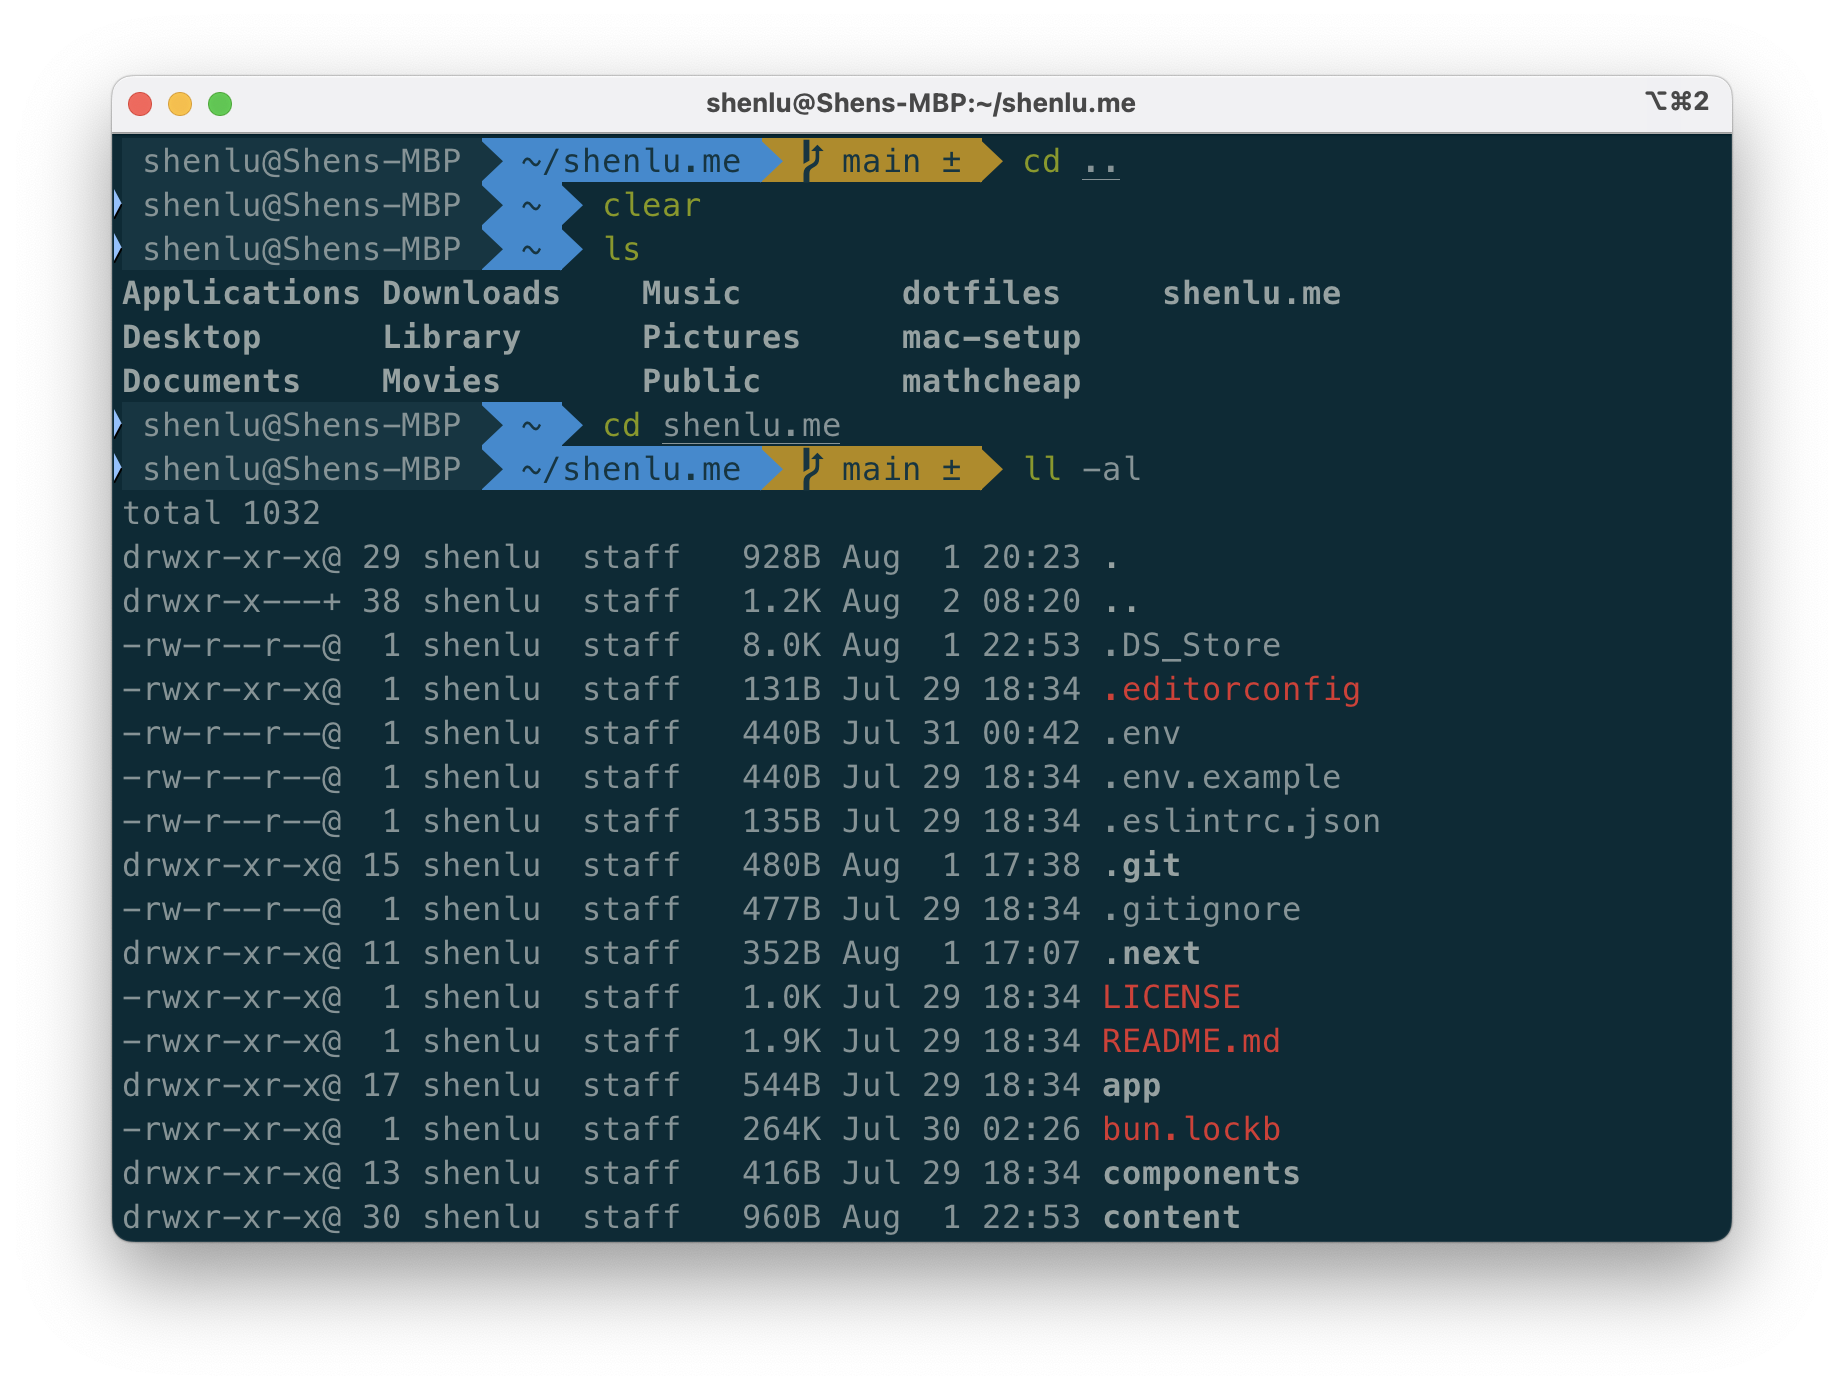 shenlu@Shens-MBP:~/shenlu.me ⌥⌘2
shenlu@Shens-MBP ~/shenlu.me main ± cd ..
shenlu@Shens-MBP ~ clear
shenlu@Shens-MBP ~ ls
Applications Downloads Music dotfiles shenlu.me
Desktop Library Pictures mac-setup
Documents Movies Public mathcheap
shenlu@Shens-MBP ~ cd shenlu.me
shenlu@Shens-MBP ~/shenlu.me main ± ll -al
total 1032
drwxr-xr-x@ 29 shenlu  staff   928B Aug  1 20:23 .
drwxr-x---+ 38 shenlu  staff   1.2K Aug  2 08:20 ..
-rw-r--r--@  1 shenlu  staff   8.0K Aug  1 22:53 .DS_Store
-rwxr-xr-x@  1 shenlu  staff   131B Jul 29 18:34 .editorconfig
-rw-r--r--@  1 shenlu  staff   440B Jul 31 00:42 .env
-rw-r--r--@  1 shenlu  staff   440B Jul 29 18:34 .env.example
-rw-r--r--@  1 shenlu  staff   135B Jul 29 18:34 .eslintrc.json
drwxr-xr-x@ 15 shenlu  staff   480B Aug  1 17:38 .git
-rw-r--r--@  1 shenlu  staff   477B Jul 29 18:34 .gitignore
drwxr-xr-x@ 11 shenlu  staff   352B Aug  1 17:07 .next
-rwxr-xr-x@  1 shenlu  staff   1.0K Jul 29 18:34 LICENSE
-rwxr-xr-x@  1 shenlu  staff   1.9K Jul 29 18:34 README.md
drwxr-xr-x@ 17 shenlu  staff   544B Jul 29 18:34 app
-rwxr-xr-x@  1 shenlu  staff   264K Jul 30 02:26 bun.lockb
drwxr-xr-x@ 13 shenlu  staff   416B Jul 29 18:34 components
drwxr-xr-x@ 30 shenlu  staff   960B Aug  1 22:53 content